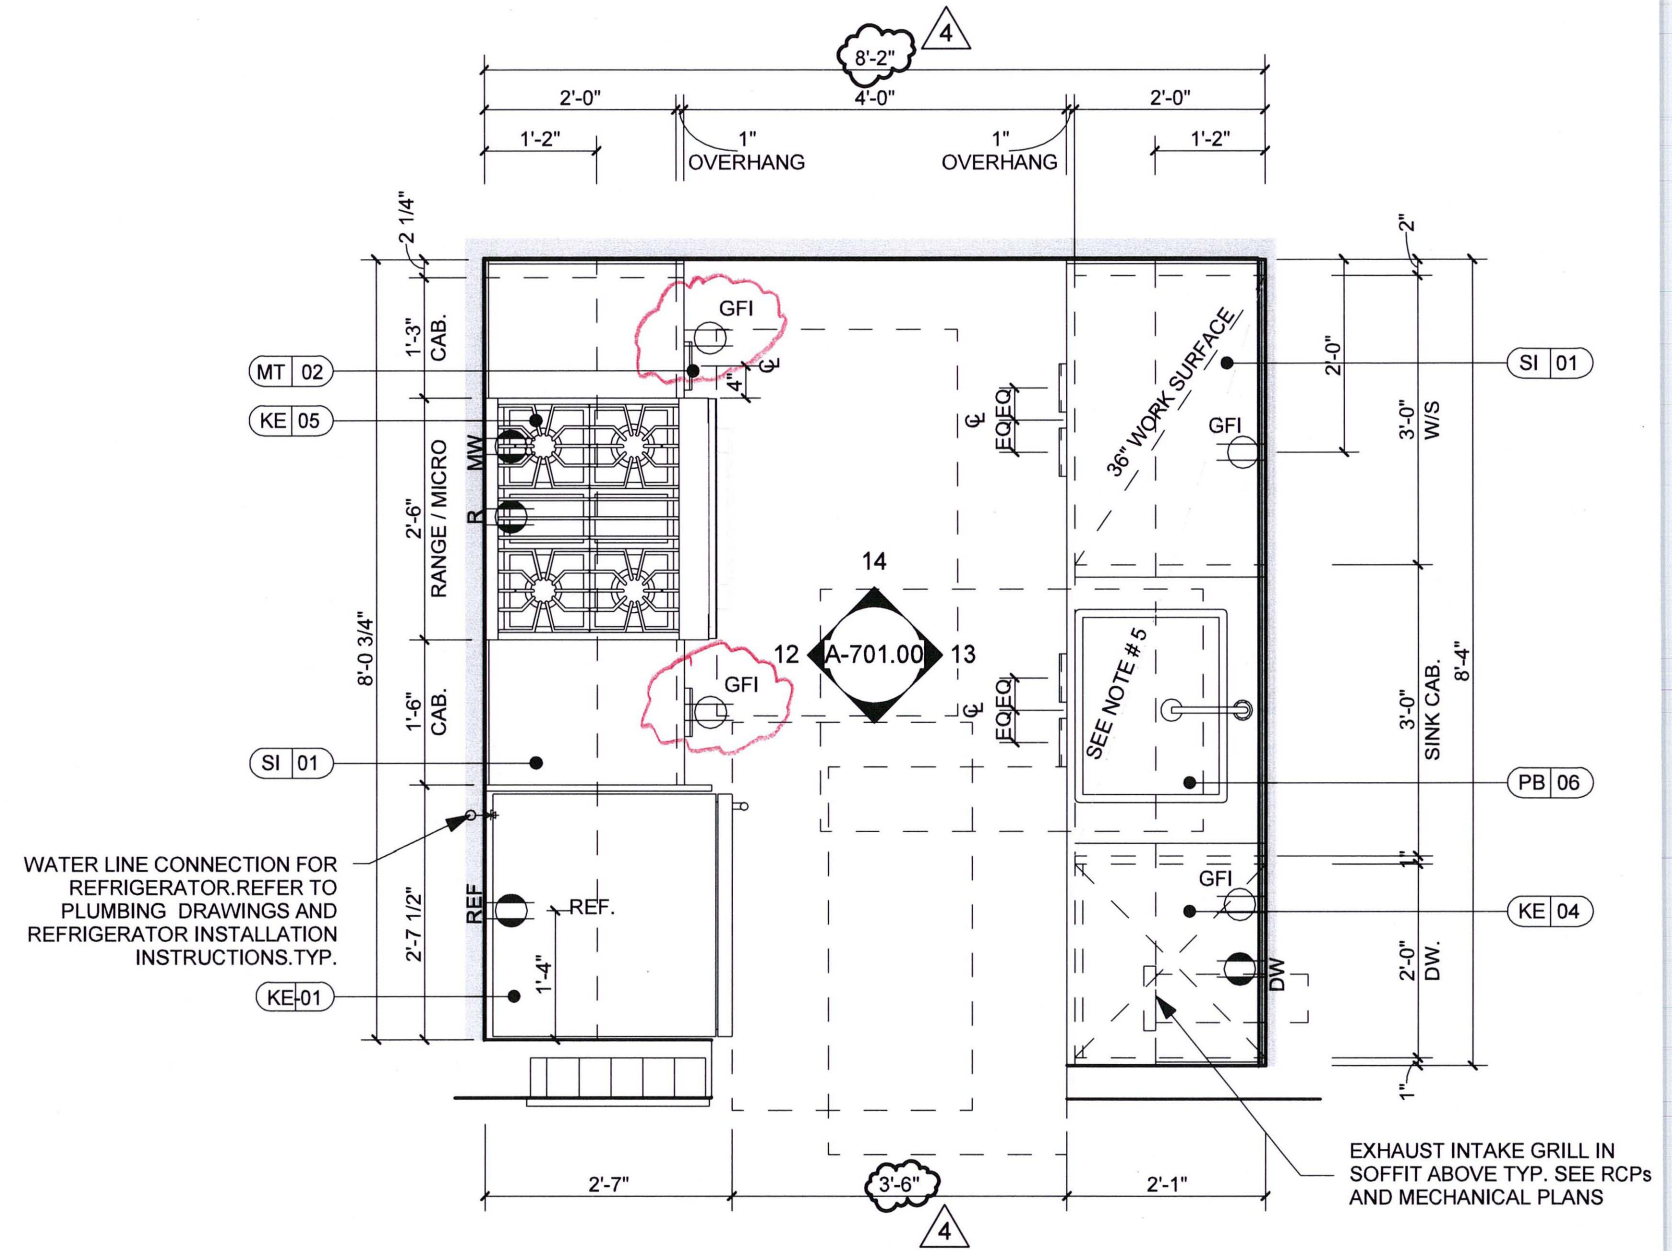 4
8'-2"
2'-0"
4'-0"
2'-0"
1'-2"
1"
OVERHANG
1"
OVERHANG
1'-2"
2 1/4"
2"
GFI
1'-3"
CAB.
MT 02
4"
℄
SI 01
2'-0"
36" WORK SURFACE
3'-0"
W/S
KE 05
EQ
EQ
℄
GFI
MW
R
2'-6"
RANGE / MICRO
14
12
A-701.00
13
8'-0 3/4"
1'-6"
CAB.
GFI
EQ
EQ
℄
SEE NOTE # 5
3'-0"
SINK CAB.
8'-4"
SI 01
PB 06
WATER LINE CONNECTION FOR
REFRIGERATOR.REFER TO
PLUMBING DRAWINGS AND
REFRIGERATOR INSTALLATION
INSTRUCTIONS.TYP.
1"
GFI
REF
REF.
KE 04
2'-7 1/2"
1'-4"
2'-0"
DW.
DW
KE-01
1"
EXHAUST INTAKE GRILL IN
SOFFIT ABOVE TYP. SEE RCPs
AND MECHANICAL PLANS
2'-7"
3'-6"
2'-1"
4